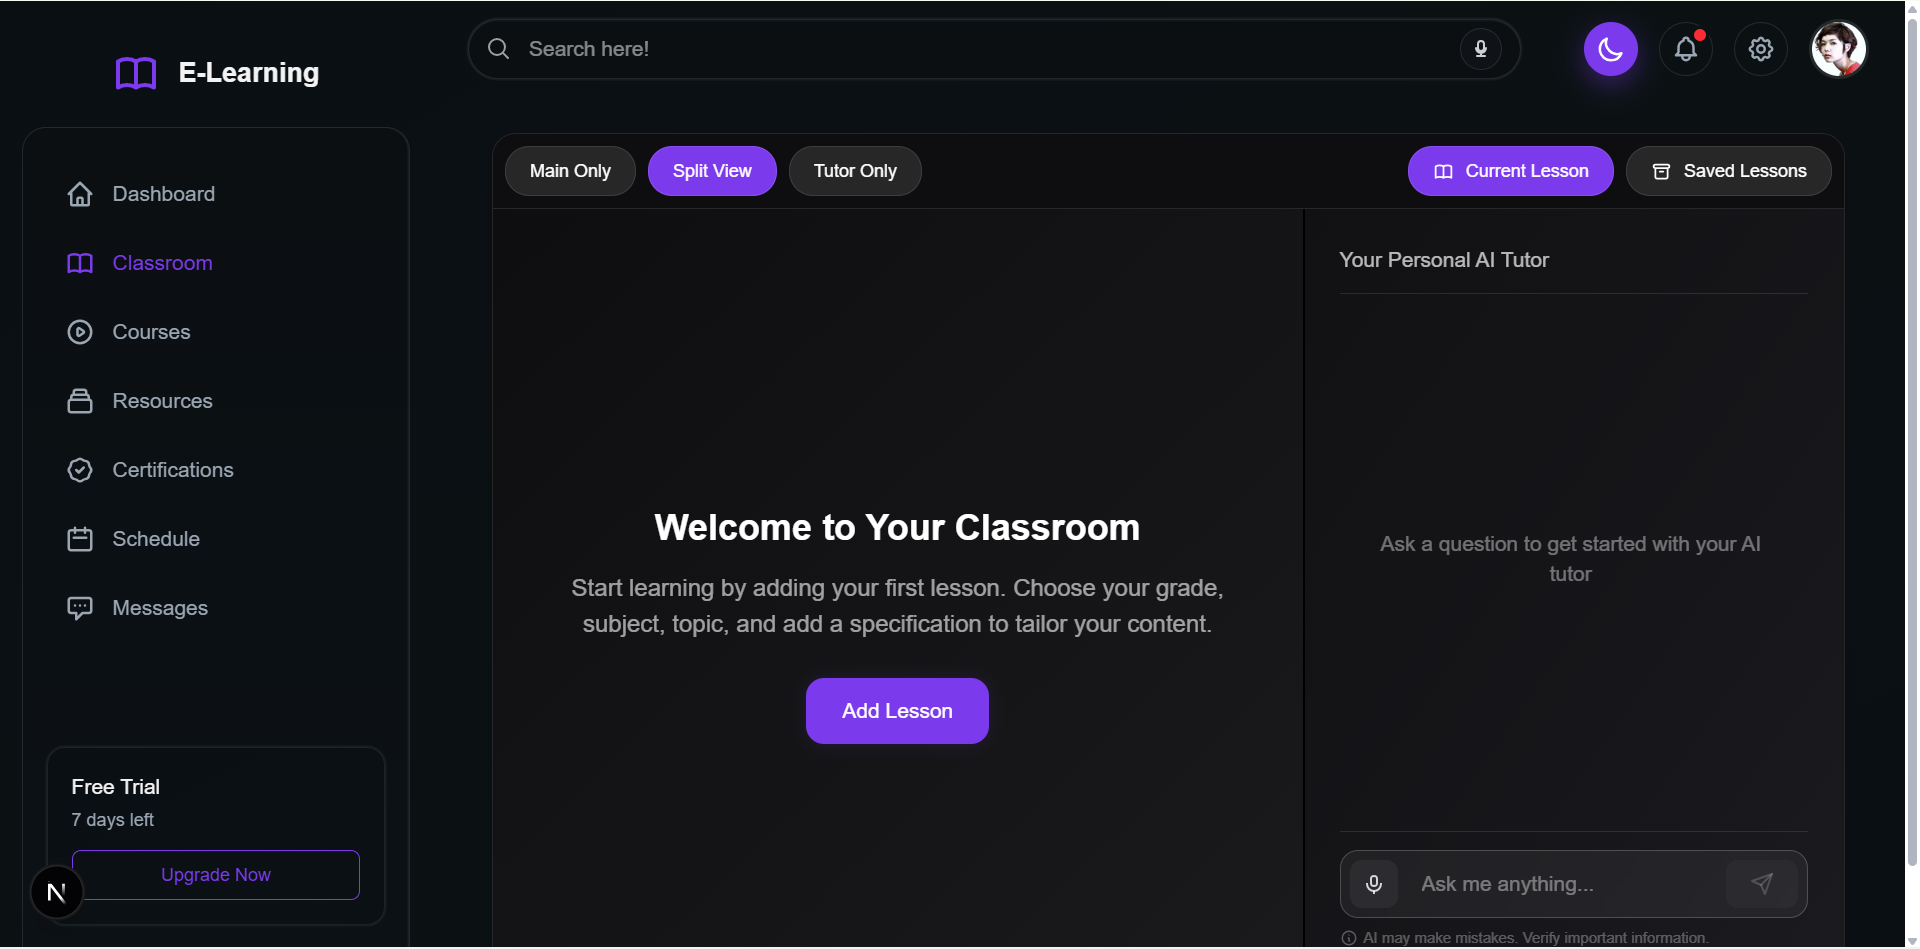 E-Learning
Search here!
Dashboard
Classroom
Courses
Resources
Certifications
Schedule
Messages
Free Trial
7 days left
Upgrade Now
N
Main Only
Split View
Tutor Only
Current Lesson
Saved Lessons
Welcome to Your Classroom
Start learning by adding your first lesson. Choose your grade,
subject, topic, and add a specification to tailor your content.
Add Lesson
Your Personal AI Tutor
Ask a question to get started with your AI
tutor
Ask me anything...
AI may make mistakes. Verify important information.